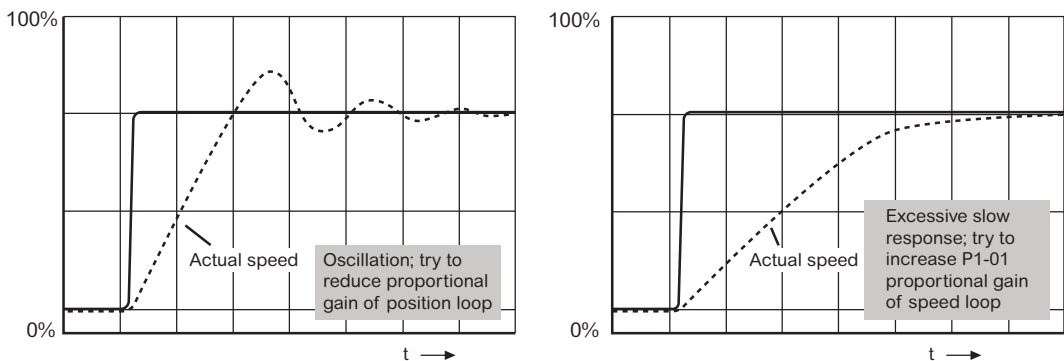 100%
Actual speed
Oscillation; try to
reduce proportional
gain of position loop
0%
t
100%
Actual speed
Excessive slow
response; try to
increase P1-01
proportional gain
of speed loop
0%
t